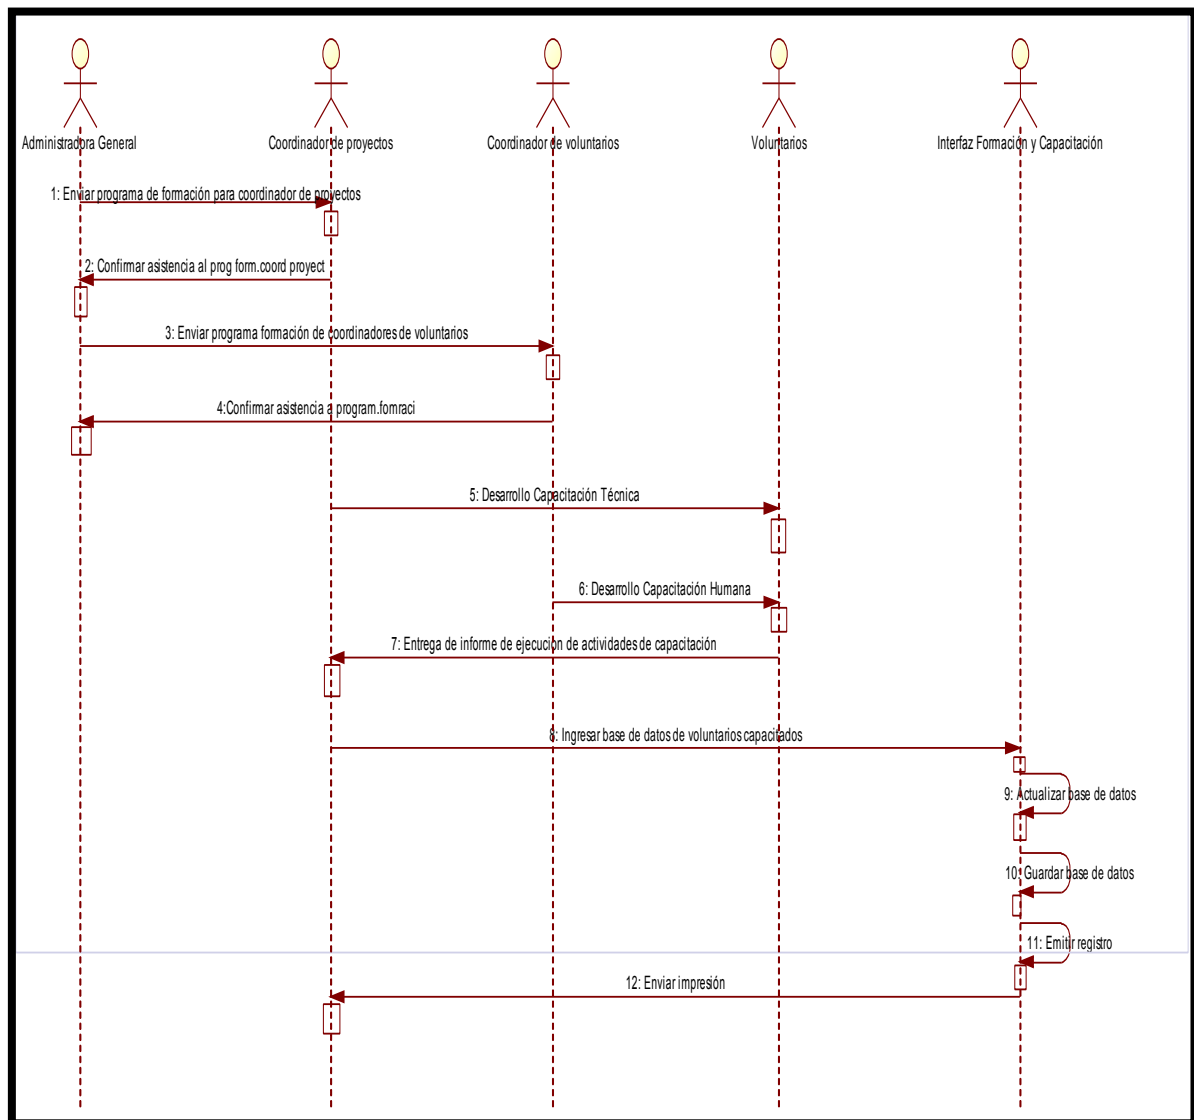 Administradora General
Coordinador de proyectos
Coordinador de voluntarios
Voluntarios
Interfaz Formación y Capacitación
1: Enviar programa de formación para coordinador de proyectos
2: Confirmar asistencia al prog form.coord proyect
3: Enviar programa formación de coordinadores de voluntarios
4:Confirmar asistencia a program.fomraci
5: Desarrollo Capacitación Técnica
6: Desarrollo Capacitación Humana
7: Entrega de informe de ejecución de actividades de capacitación
8: Ingresar base de datos de voluntarios capacitados
9: Actualizar base de datos
10: Guardar base de datos
11: Emitir registro
12: Enviar impresión